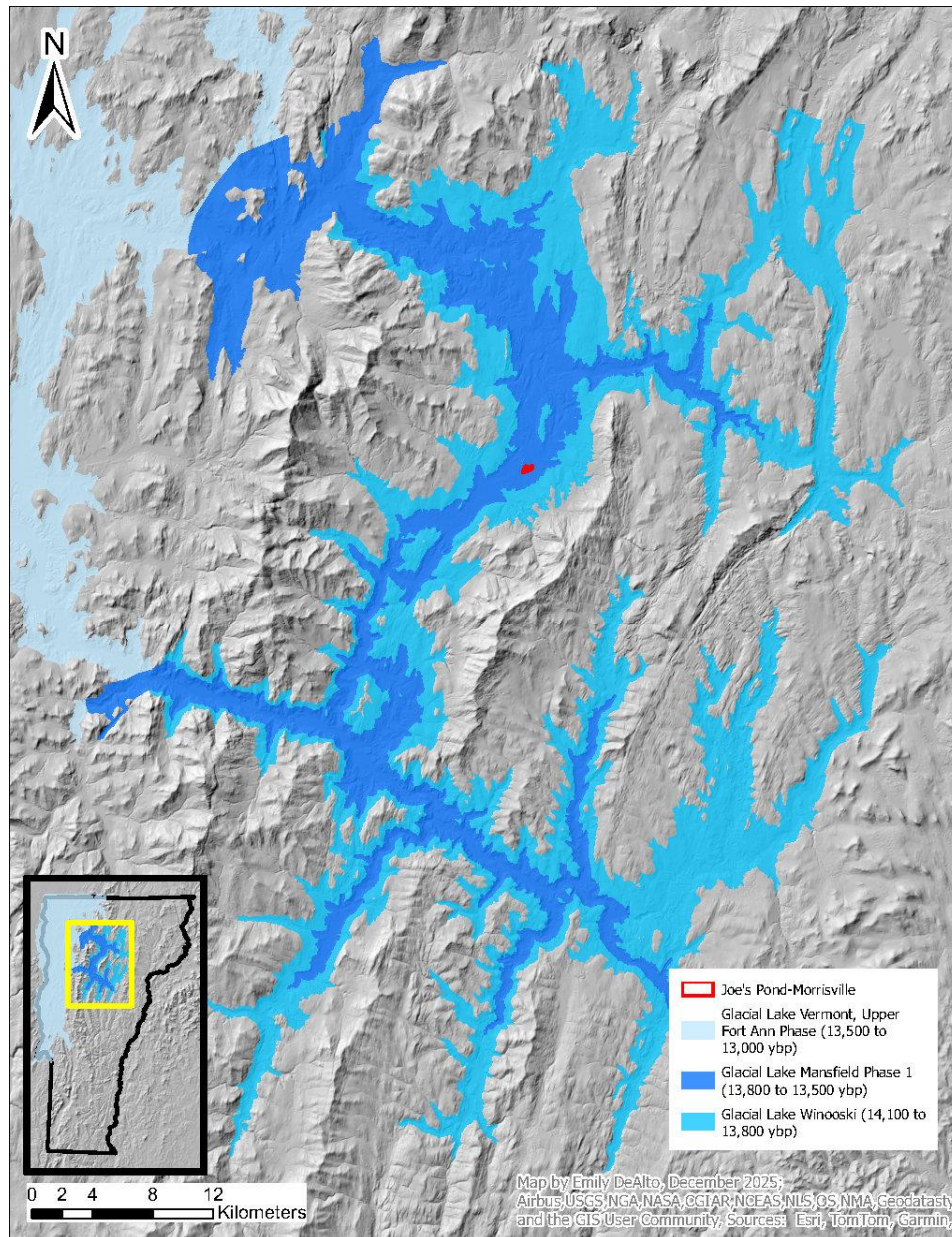 N
Joe's Pond-Morrisville
Glacial Lake Vermont, Upper
Fort Ann Phase (13,500 to
13,000 ybp)
Glacial Lake Mansfield Phase 1
(13,800 to 13,500 ybp)
Glacial Lake Winooski (14,100 to
13,800 ybp)
0 2 4 8 12
Kilometers
Map by Emily DeAlto, December 2025;
Airbus,USGS,NGA,NASA,CGIAR,NCEAS,NLS,OS,NMA,Geodatasty
and the GIS User Community, Sources: Esri, TomTom, Garmin,